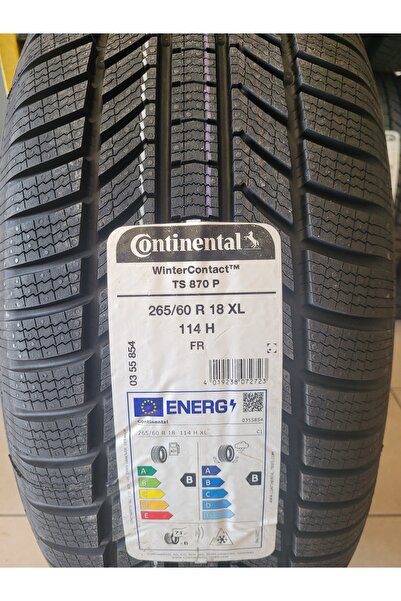 Continental
WinterContact™
TS 870 P
265/60 R 18 XL
114 H
FR
03 55 854
4 019238 072723
ENERG
Continental
0355854
265/60 R 18 114 H XL
C1
A
B
C
D
E
B
A
B
C
D
E
B
B